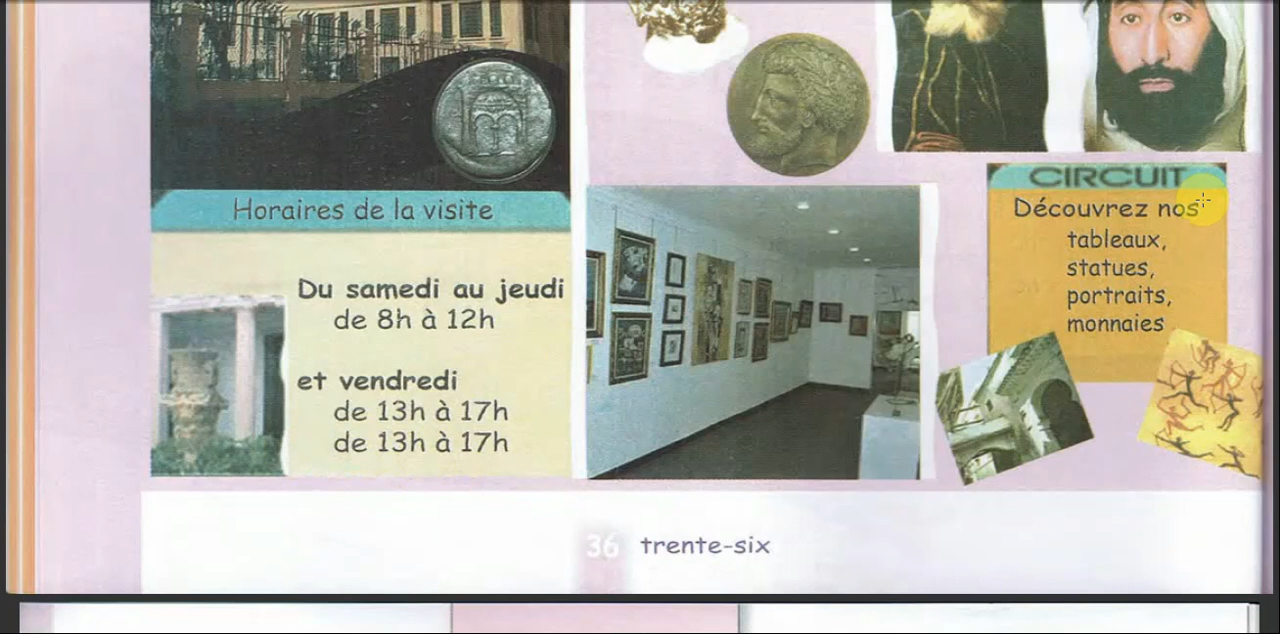 Horaires de la visite
Du samedi au jeudi
de 8h à 12h
et vendredi
de 13h à 17h
de 13h à 17h
CIRCUIT
Découvrez nos
tableaux,
statues,
portraits,
monnaies
36 trente-six